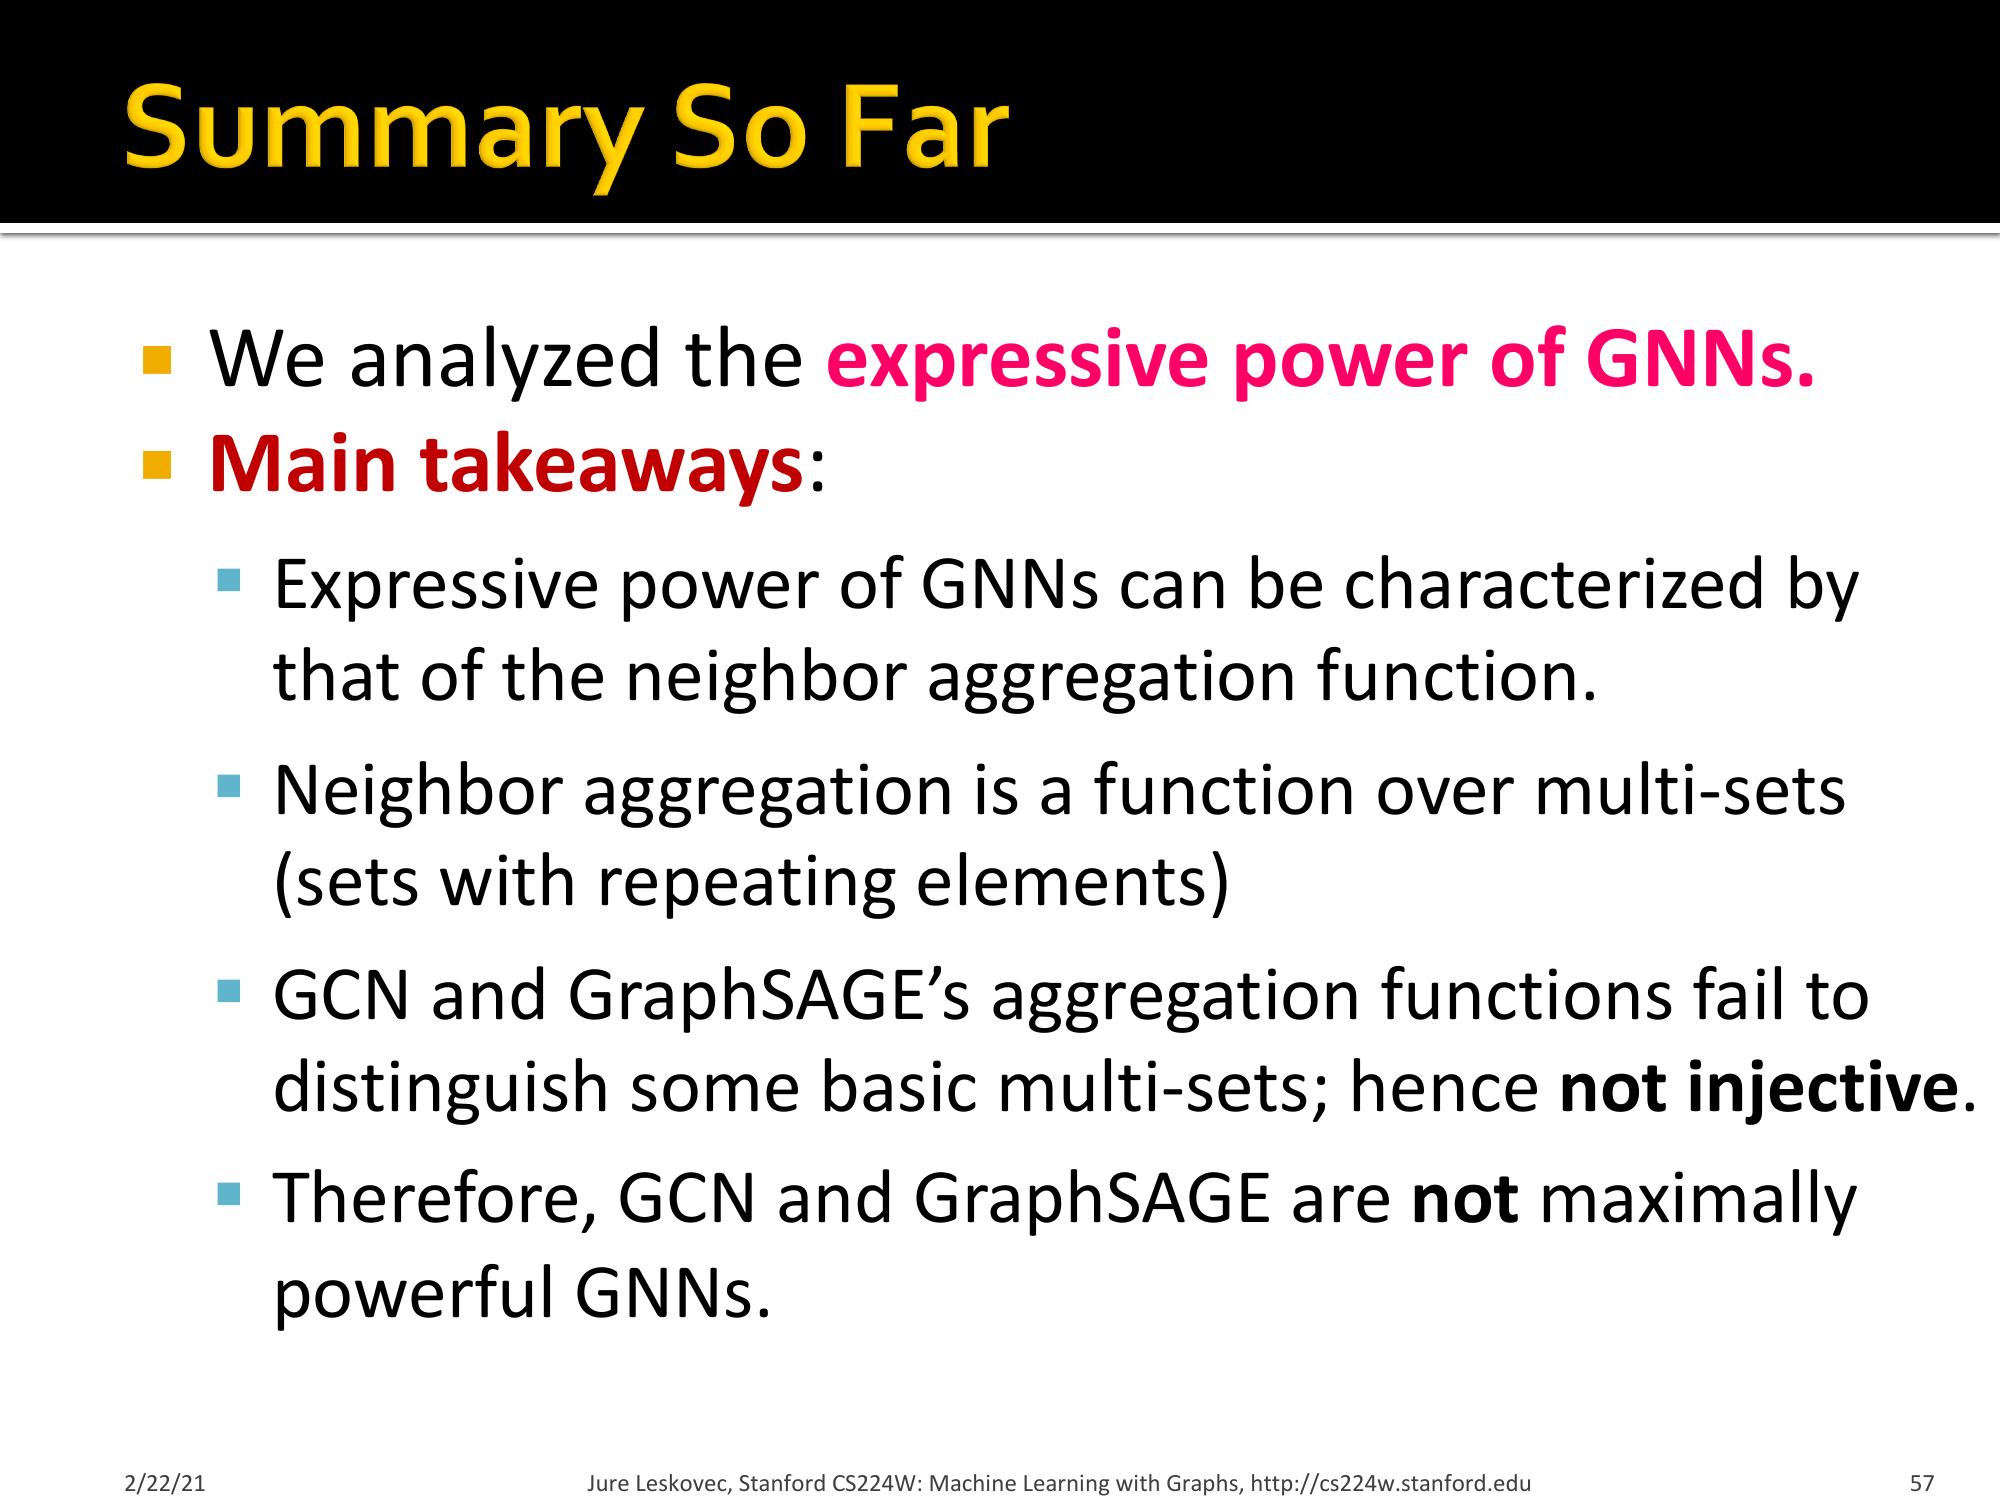 Summary So Far
We analyzed the expressive power of GNNs.
Main takeaways:
Expressive power of GNNs can be characterized by
that of the neighbor aggregation function.
Neighbor aggregation is a function over multi-sets
(sets with repeating elements)
GCN and GraphSAGE’s aggregation functions fail to
distinguish some basic multi-sets; hence not injective.
Therefore, GCN and GraphSAGE are not maximally
powerful GNNs.
2/22/21
Jure Leskovec, Stanford CS224W: Machine Learning with Graphs, http://cs224w.stanford.edu
57